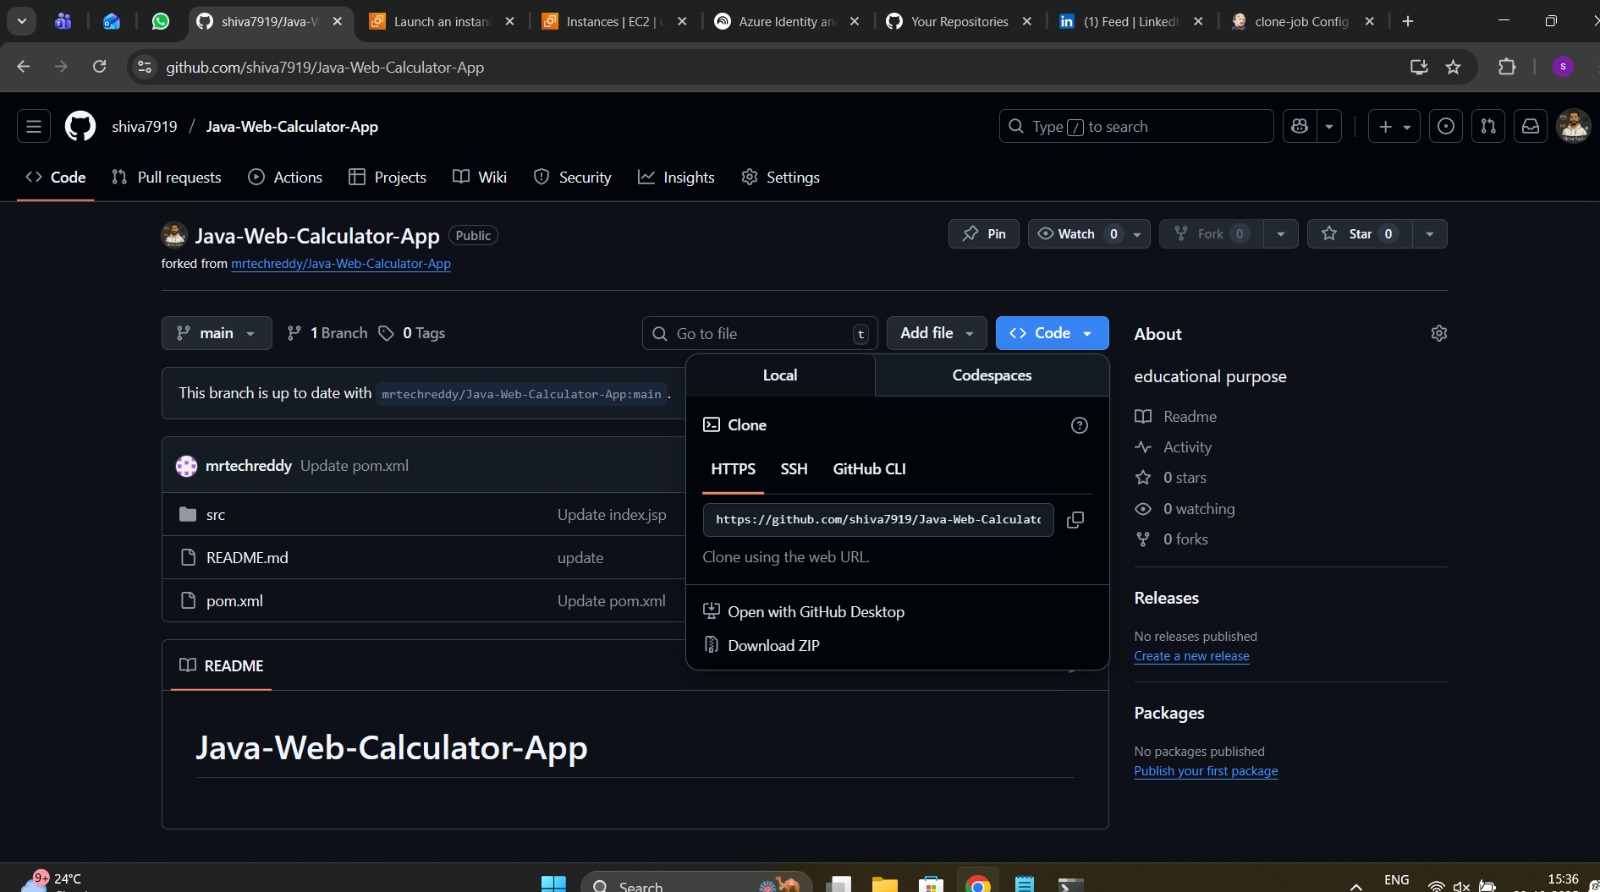 shiva7919/Java-W
Launch an instan
Instances | EC2 |
Azure Identity an
Your Repositories
(1) Feed | LinkedI
clone-job Config
github.com/shiva7919/Java-Web-Calculator-App
S
shiva7919 / Java-Web-Calculator-App
Type / to search
Code Pull requests Actions Projects Wiki Security Insights Settings
Java-Web-Calculator-App Public
Pin Watch 0 Fork 0 Star 0
forked from mrtechreddy/Java-Web-Calculator-App
main 1 Branch 0 Tags Go to file t Add file Code
This branch is up to date with mrtechreddy/Java-Web-Calculator-App:main .
mrtechreddy Update pom.xml
src Update index.jsp
README.md update
pom.xml Update pom.xml
Local Codespaces
Clone
HTTPS SSH GitHub CLI
https://github.com/shiva7919/Java-Web-Calculato
Clone using the web URL.
Open with GitHub Desktop
Download ZIP
README
Java-Web-Calculator-App
About
educational purpose
Readme
Activity
0 stars
0 watching
0 forks
Releases
No releases published
Create a new release
Packages
No packages published
Publish your first package
9+ 24°C
Search
ENG
15:36